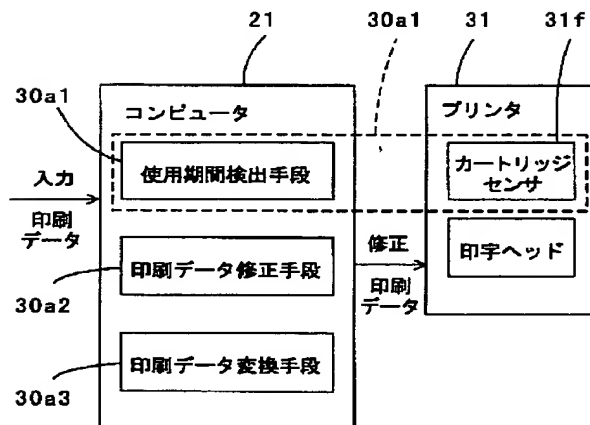 21
30a1
31
31f
30a1
コンピュータ
プリンタ
使用期間検出手段
カートリッジ
センサ
入力
印刷
データ
印刷データ修正手段
修正
印刷
データ
印字ヘッド
30a2
印刷データ変換手段
30a3